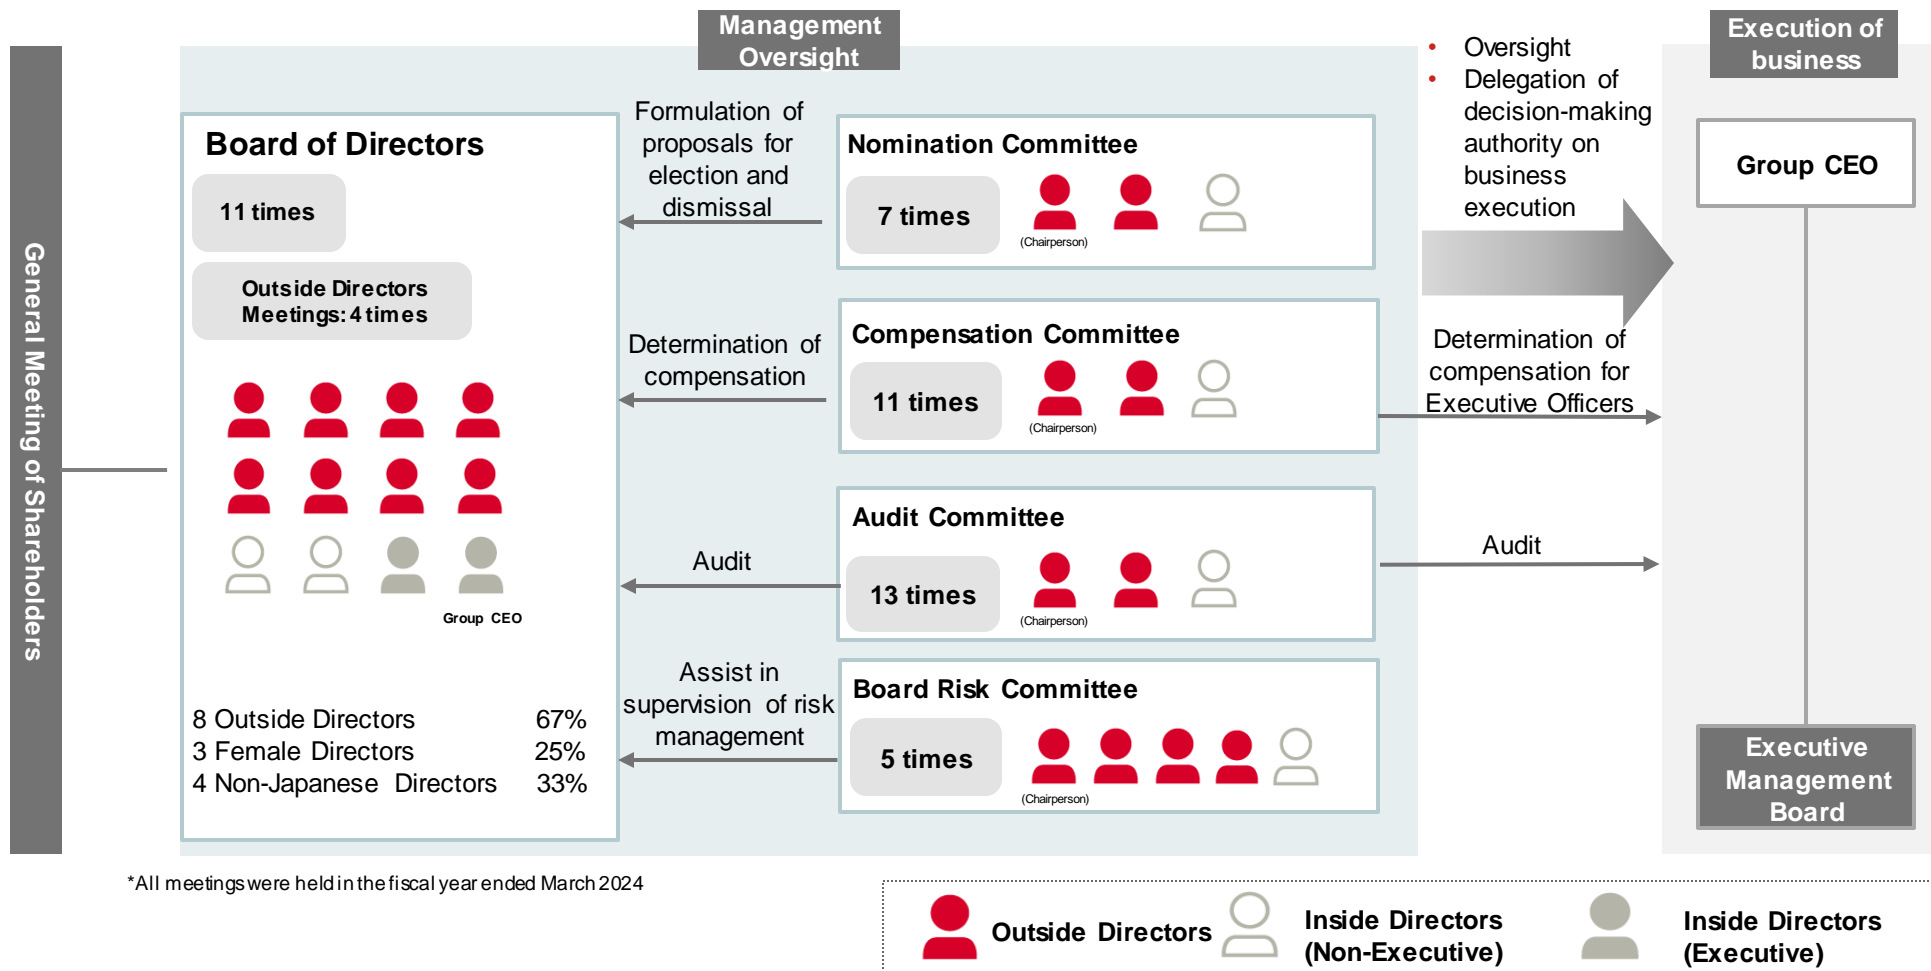 Management
Oversight
Execution of
business
General Meeting of Shareholders
Board of Directors
11 times
Outside Directors
Meetings: 4 times
Group CEO
8 Outside Directors 67%
3 Female Directors 25%
4 Non-Japanese Directors 33%
Formulation of
proposals for
election and
dismissal
Determination of
compensation
Audit
Assist in
supervision of risk
management
Nomination Committee
7 times
(Chairperson)
Compensation Committee
11 times
(Chairperson)
Audit Committee
13 times
(Chairperson)
Board Risk Committee
5 times
(Chairperson)
• Oversight
• Delegation of
decision-making
authority on
business
execution
Determination of
compensation for
Executive Officers
Audit
Group CEO
Executive
Management
Board
*All meetings were held in the fiscal year ended March 2024
Outside Directors
Inside Directors
(Non-Executive)
Inside Directors
(Executive)